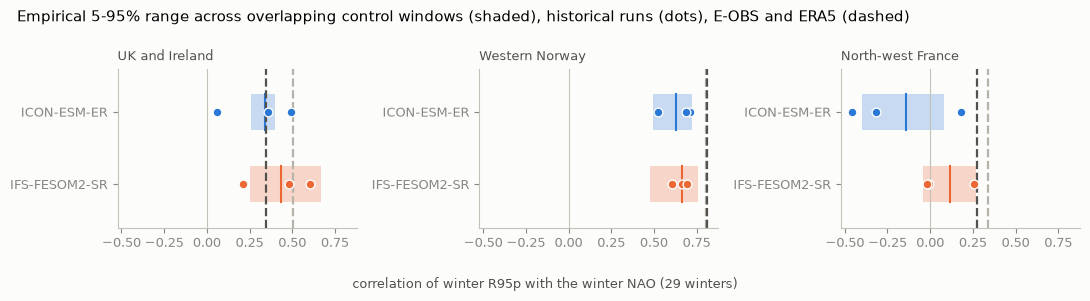 Empirical 5-95% range across overlapping control windows (shaded), historical runs (dots), E-OBS and ERA5 (dashed)
UK and Ireland
ICON-ESM-ER
IFS-FESOM2-SR
−0.50 −0.25 0.00 0.25 0.50 0.75
Western Norway
ICON-ESM-ER
IFS-FESOM2-SR
−0.50 −0.25 0.00 0.25 0.50 0.75
North-west France
ICON-ESM-ER
IFS-FESOM2-SR
−0.50 −0.25 0.00 0.25 0.50 0.75
correlation of winter R95p with the winter NAO (29 winters)